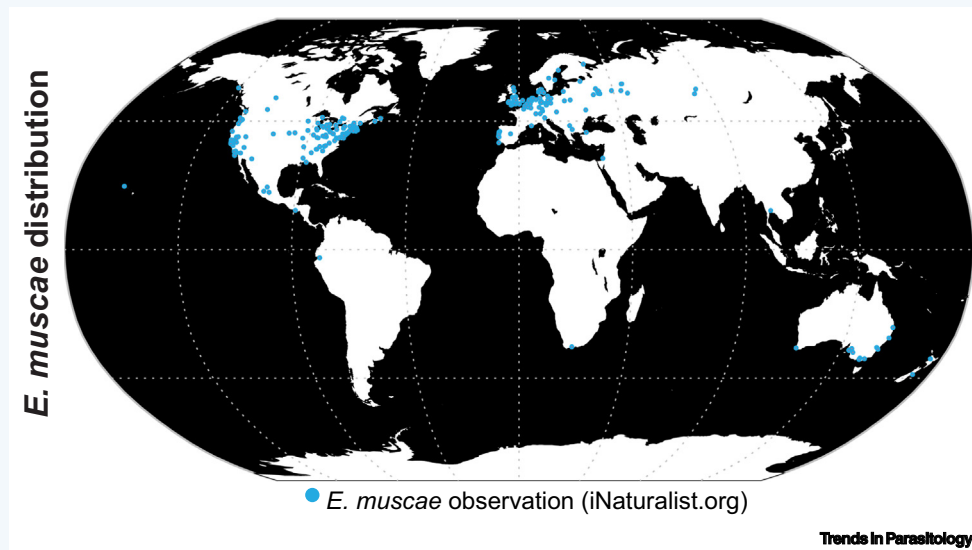 E. muscae distribution
E. muscae observation (iNaturalist.org)
Trends in Parasitology